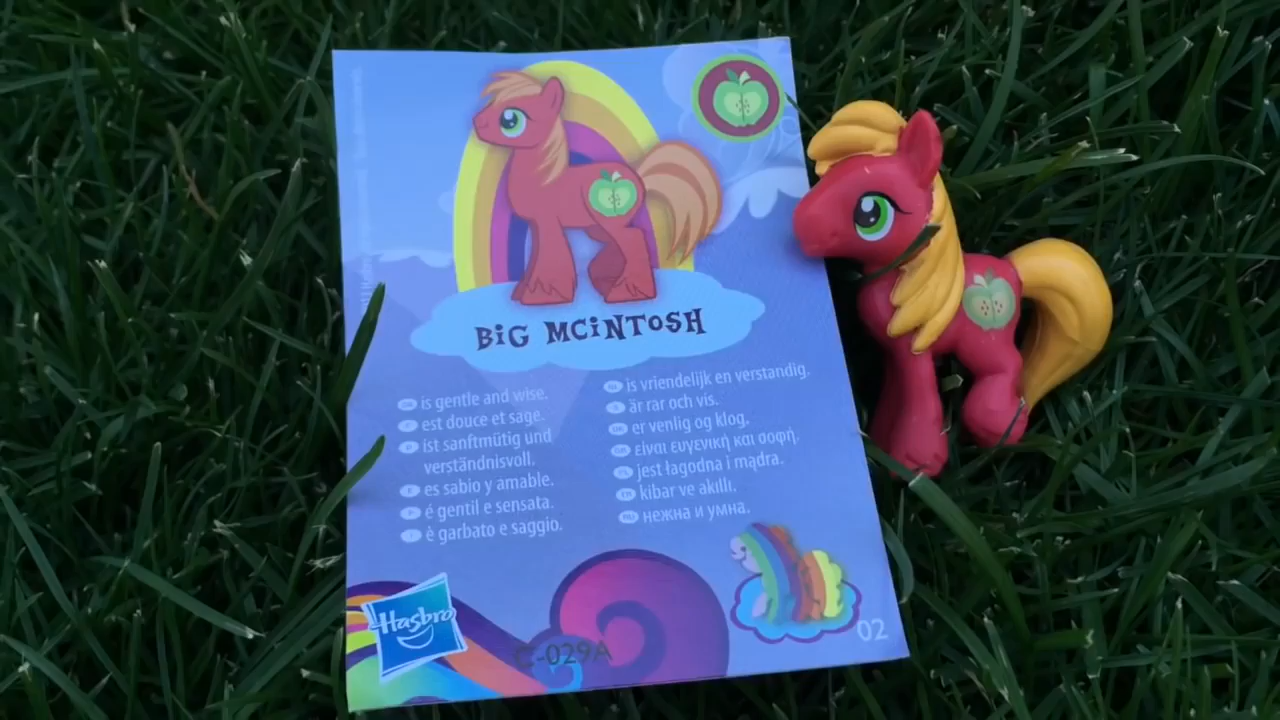 BiG MCiNTOSH
is gentle and wise.
est douce et sage.
ist sanftmütig und
verständnisvoll.
es sabio y amable.
é gentil e sensata.
è garbato e saggio.
is vriendelijk en verstandig.
är rar och vis.
er venlig og klog.
είναι ευγενική και σοφή.
jest łagodna i mądra.
kibar ve akıllı.
нежна и умна.
Hasbro
-029A
02